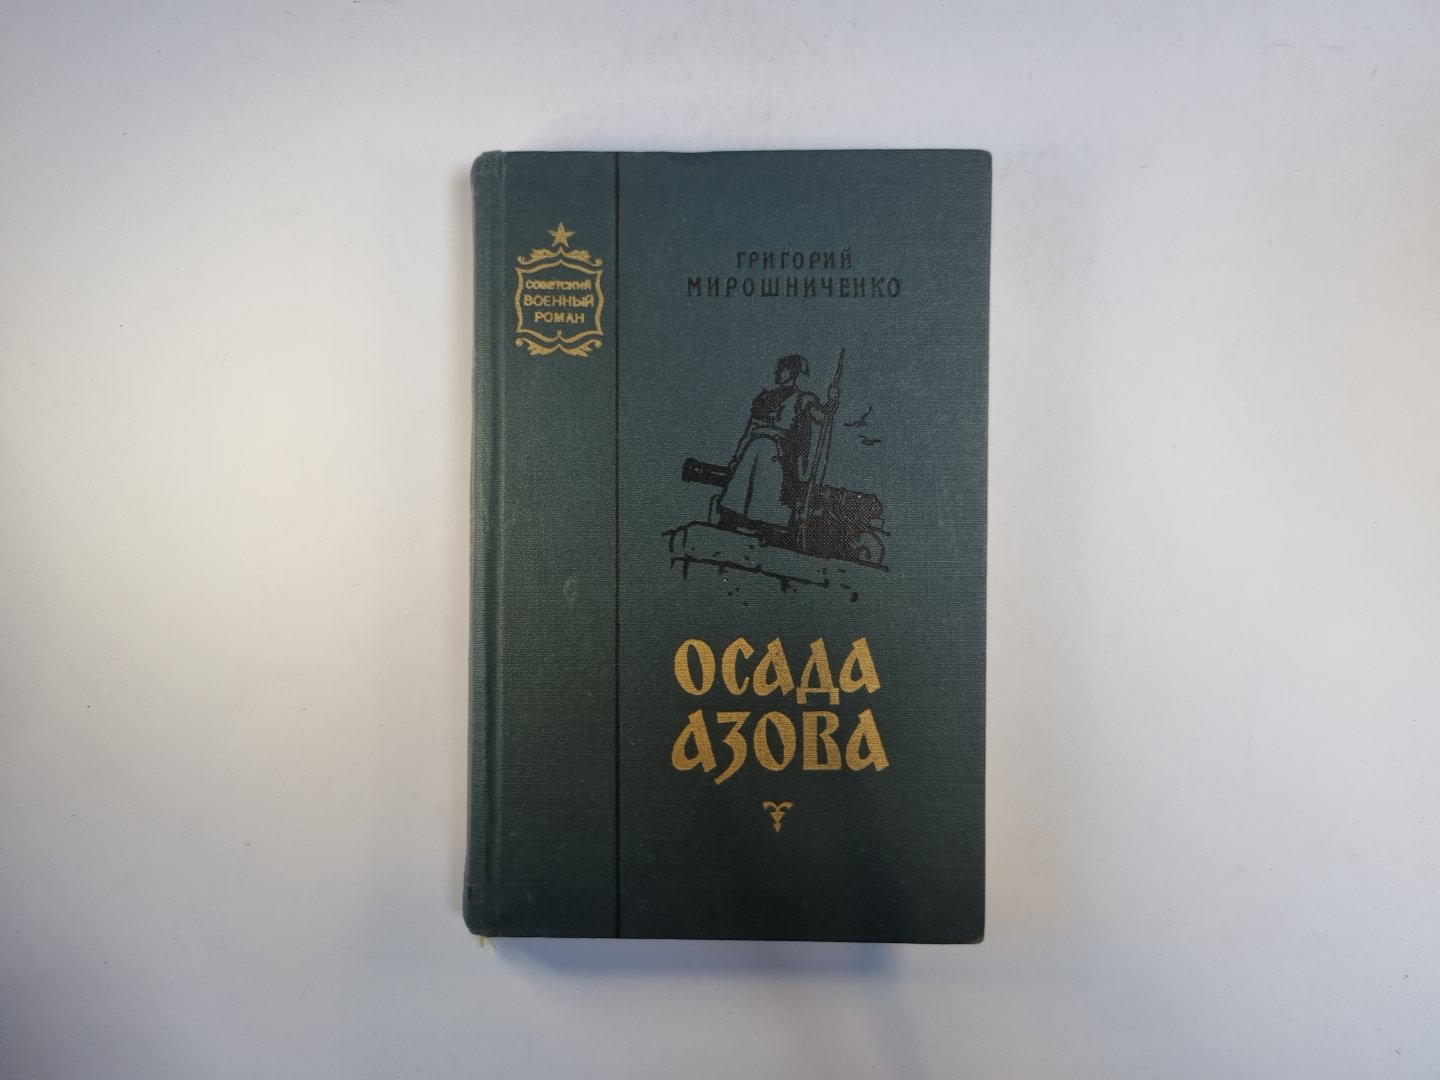 СОВЕТСКИЙ
ВОЕННЫЙ
РОМАН
ГРИГОРИЙ
МИРОШНИЧЕНКО
ОСАДА
АЗОВА